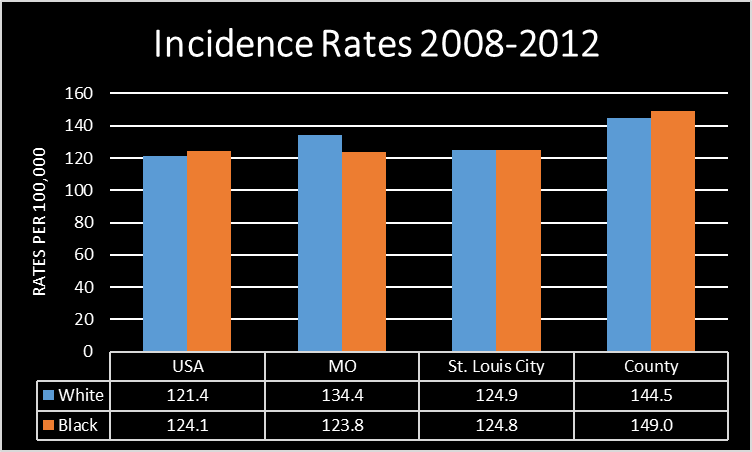 Incidence Rates 2008-2012
RATES PER 100,000
160
140
120
100
80
60
40
20
0
USA MO St. Louis City County
White 121.4 134.4 124.9 144.5
Black 124.1 123.8 124.8 149.0